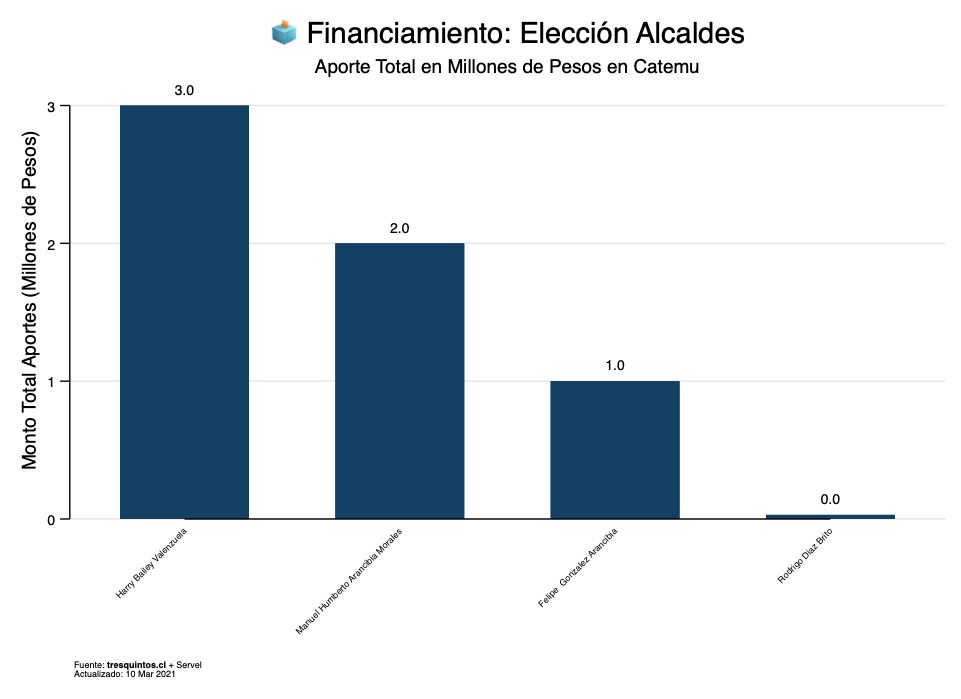 🗳️ Financiamiento: Elección Alcaldes
Aporte Total en Millones de Pesos en Catemu
Monto Total Aportes (Millones de Pesos)
3
2
1
0
3.0
2.0
1.0
0.0
Harry Bailey Valenzuela
Manuel Humberto Arancibia Morales
Felipe Gonzalez Arancibia
Rodrigo Diaz Brito
Fuente: tresquintos.cl + Servel
Actualizado: 10 Mar 2021